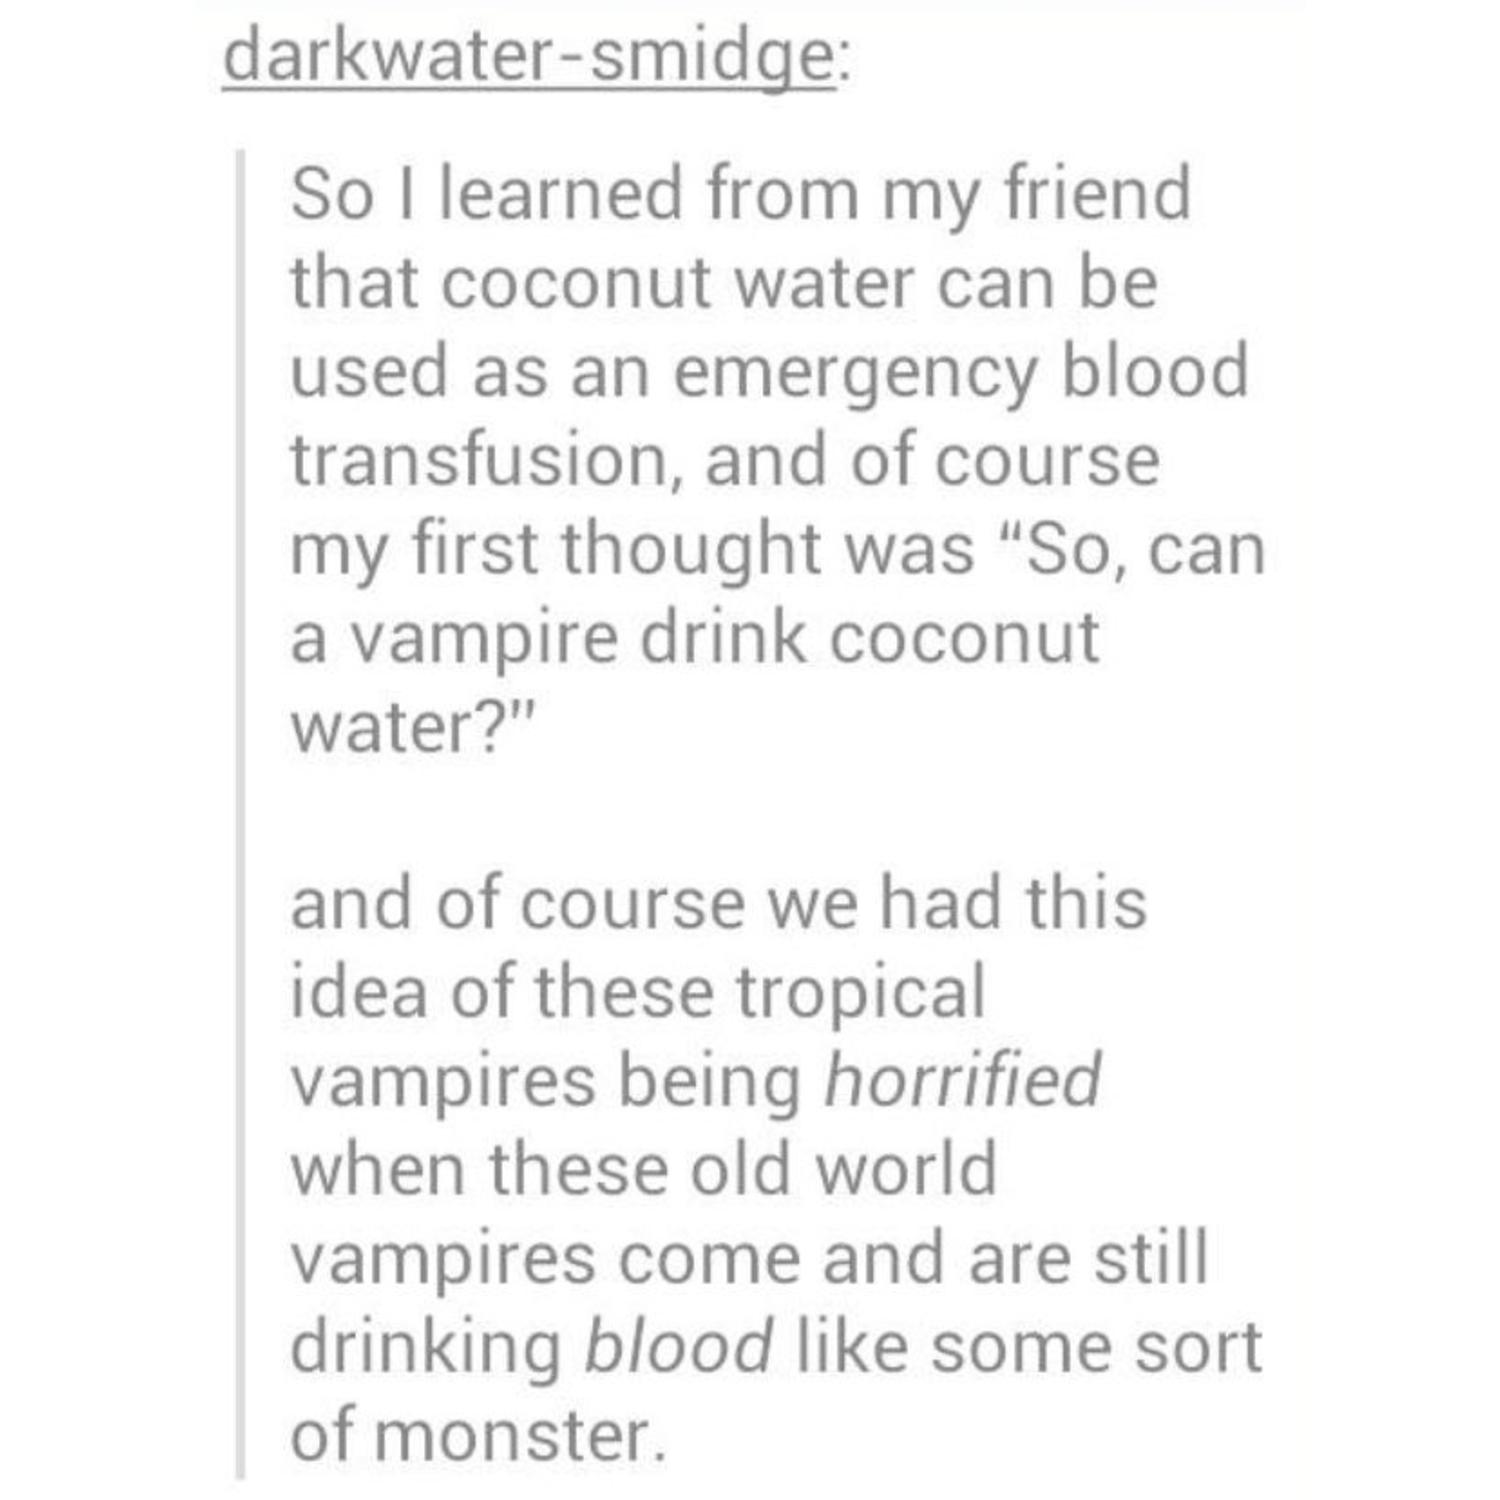 darkwater-smidge:
So I learned from my friend
that coconut water can be
used as an emergency blood
transfusion, and of course
my first thought was “So, can
a vampire drink coconut
water?”
and of course we had this
idea of these tropical
vampires being horrified
when these old world
vampires come and are still
drinking blood like some sort
of monster.